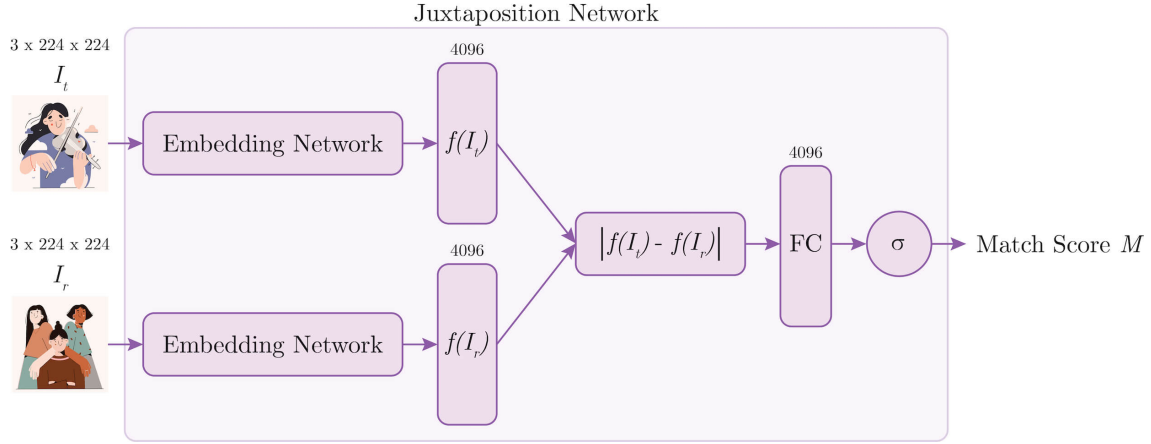 Juxtaposition Network
3 x 224 x 224
I_t
4096
Embedding Network
f(I_t)
3 x 224 x 224
I_r
4096
Embedding Network
f(I_r)
|f(I_t) - f(I_r)|
4096
FC
σ
Match Score M